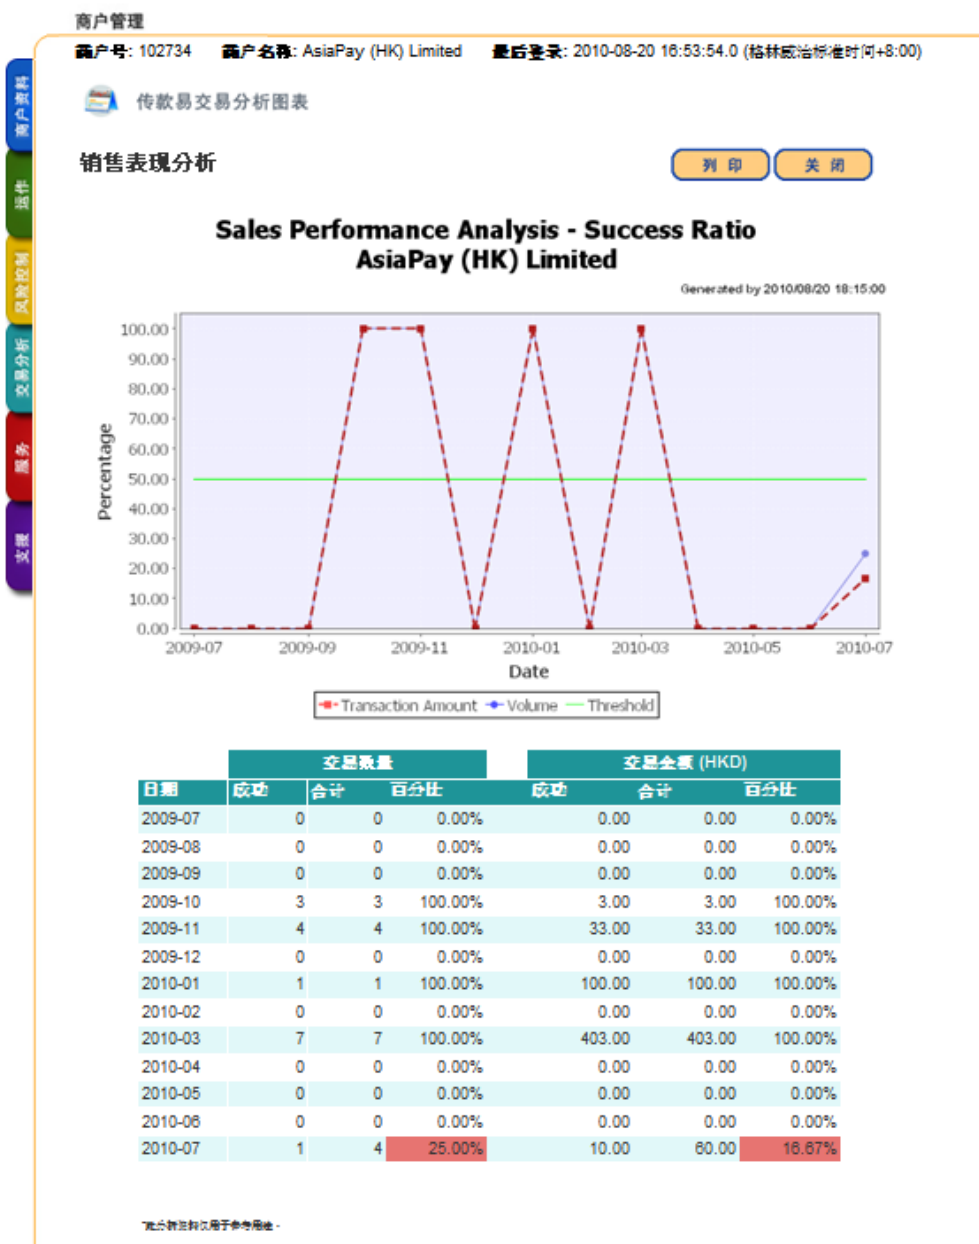 商户管理
商户号: 102734 商户名称: AsiaPay (HK) Limited 最后登录: 2010-08-20 16:53:54.0 (格林威治标准时间+8:00)
商户资料
运作
风险控制
交易分析
服务
支援
传款易交易分析图表
销售表现分析
列印 关闭
Sales Performance Analysis - Success Ratio
AsiaPay (HK) Limited
Generated by 2010/08/20 18:15:00
Percentage
100.00
90.00
80.00
70.00
60.00
50.00
40.00
30.00
20.00
10.00
0.00
2009-07 2009-09 2009-11 2010-01 2010-03 2010-05 2010-07
Date
Transaction Amount Volume Threshold
交易数量 交易金额 (HKD)
日期 成功 合计 百分比 成功 合计 百分比
2009-07 0 0 0.00% 0.00 0.00 0.00%
2009-08 0 0 0.00% 0.00 0.00 0.00%
2009-09 0 0 0.00% 0.00 0.00 0.00%
2009-10 3 3 100.00% 3.00 3.00 100.00%
2009-11 4 4 100.00% 33.00 33.00 100.00%
2009-12 0 0 0.00% 0.00 0.00 0.00%
2010-01 1 1 100.00% 100.00 100.00 100.00%
2010-02 0 0 0.00% 0.00 0.00 0.00%
2010-03 7 7 100.00% 403.00 403.00 100.00%
2010-04 0 0 0.00% 0.00 0.00 0.00%
2010-05 0 0 0.00% 0.00 0.00 0.00%
2010-06 0 0 0.00% 0.00 0.00 0.00%
2010-07 1 4 25.00% 10.00 60.00 16.67%